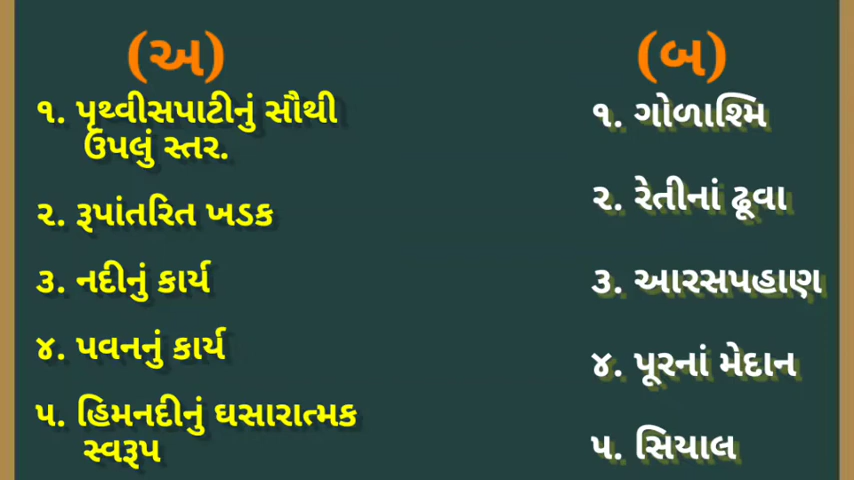 (અ)
(બ)
૧. પૃથ્વીસપાટીનું સૌથી
ઉપલું સ્તર.
૨. રૂપાંતરિત ખડક
૩. નદીનું કાર્ય
૪. પવનનું કાર્ય
૫. હિમનદીનું ઘસારાત્મક
સ્વરૂપ
૧. ગોળાશ્મિ
૨. રેતીનાં ઢૂવા
૩. આરસપહાણ
૪. પૂરનાં મેદાન
૫. સિયાલ